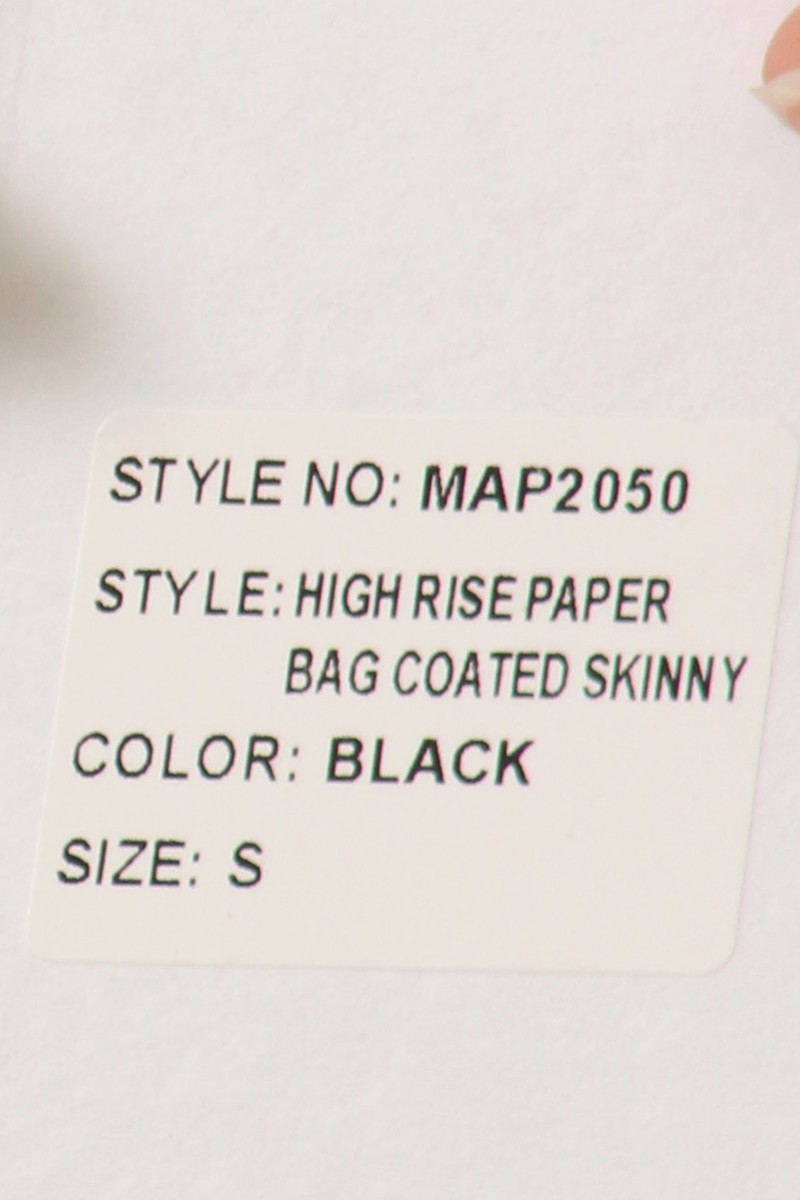 STYLE NO: MAP2050
STYLE: HIGH RISE PAPER
BAG COATED SKINNY
COLOR: BLACK
SIZE: S